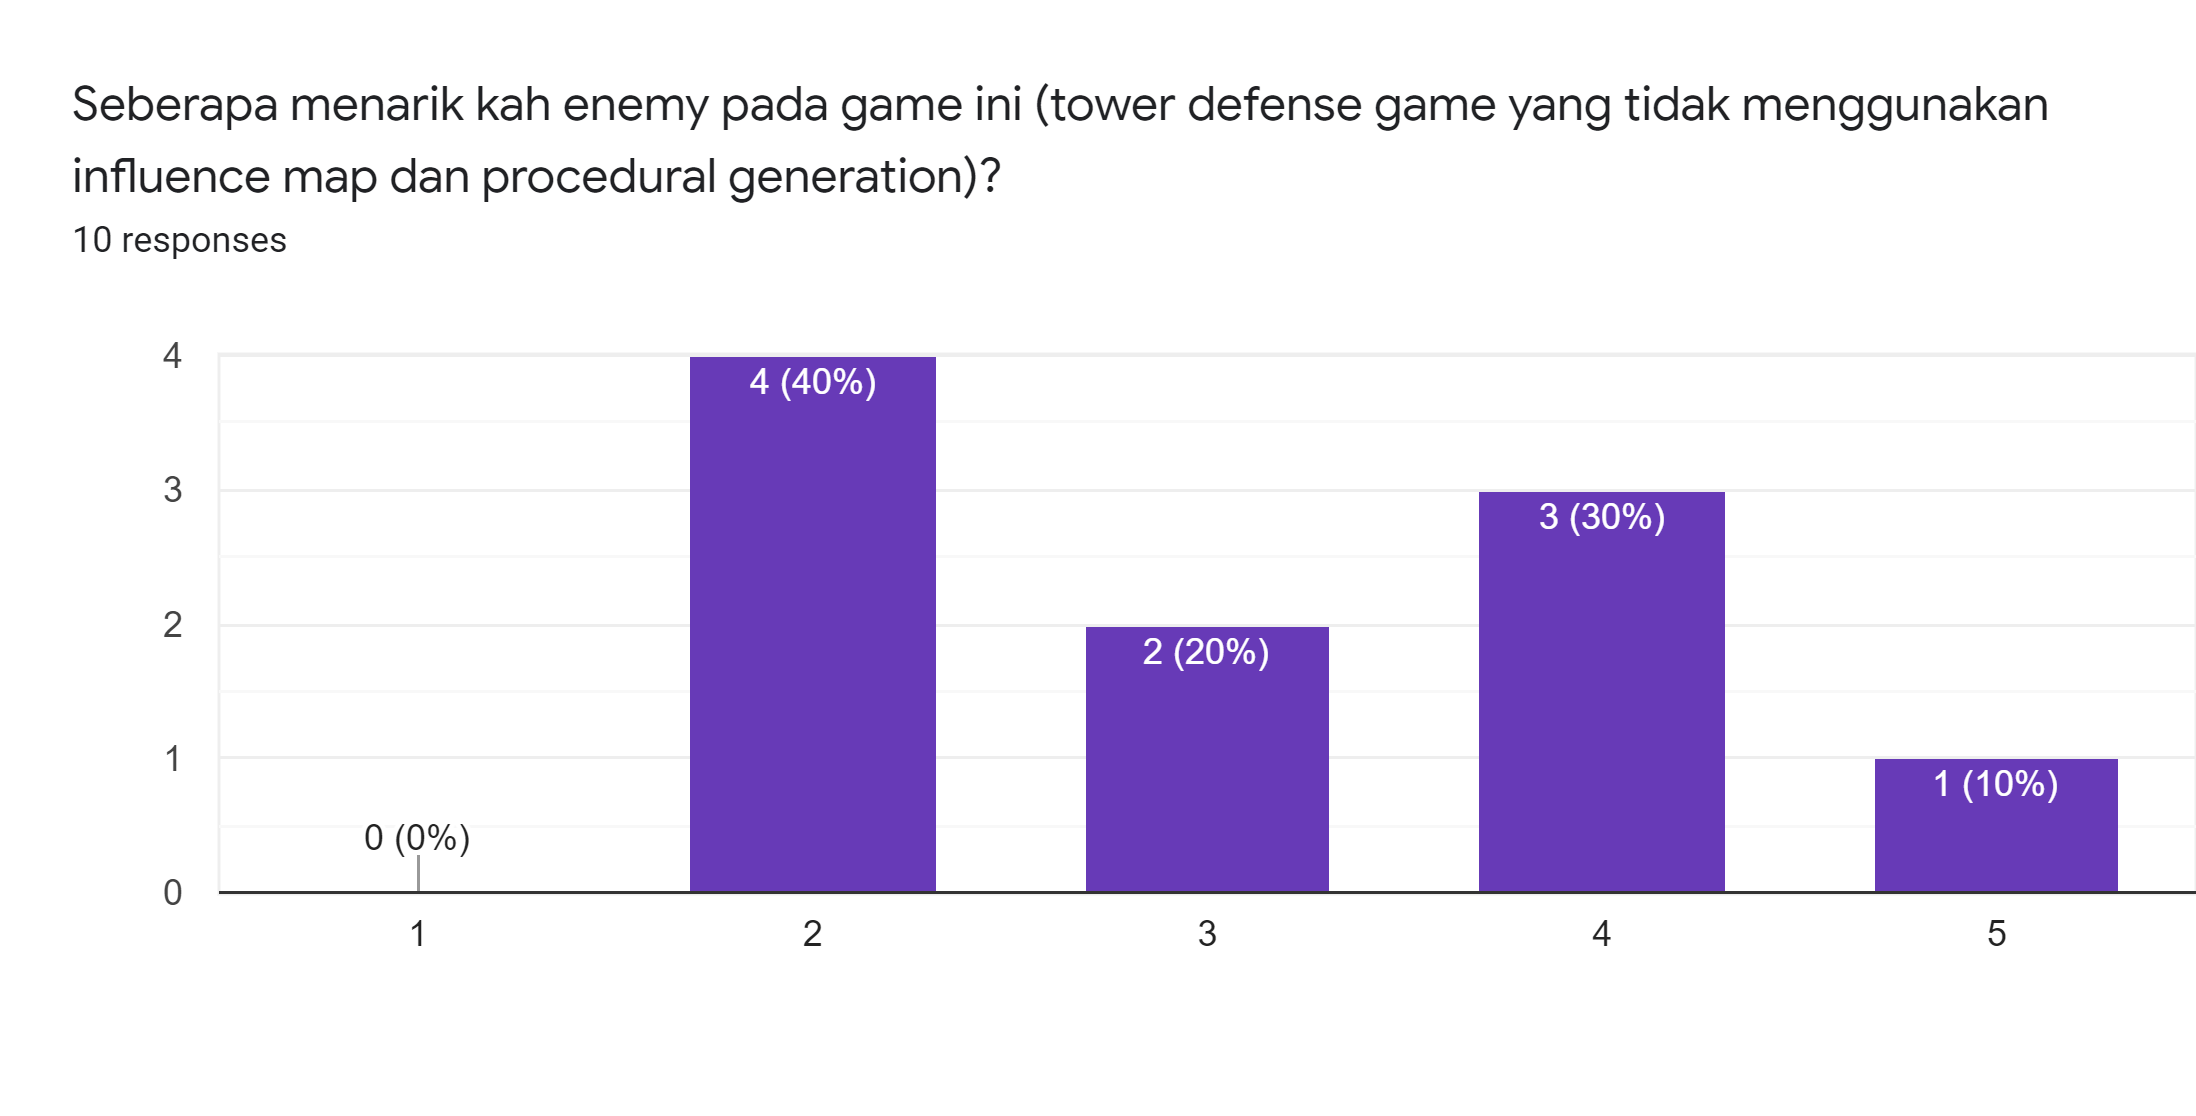 Seberapa menarik kah enemy pada game ini (tower defense game yang tidak menggunakan
influence map dan procedural generation)?
10 responses
4
4 (40%)
3
3 (30%)
2
2 (20%)
1
1 (10%)
0 (0%)
0
1 2 3 4 5